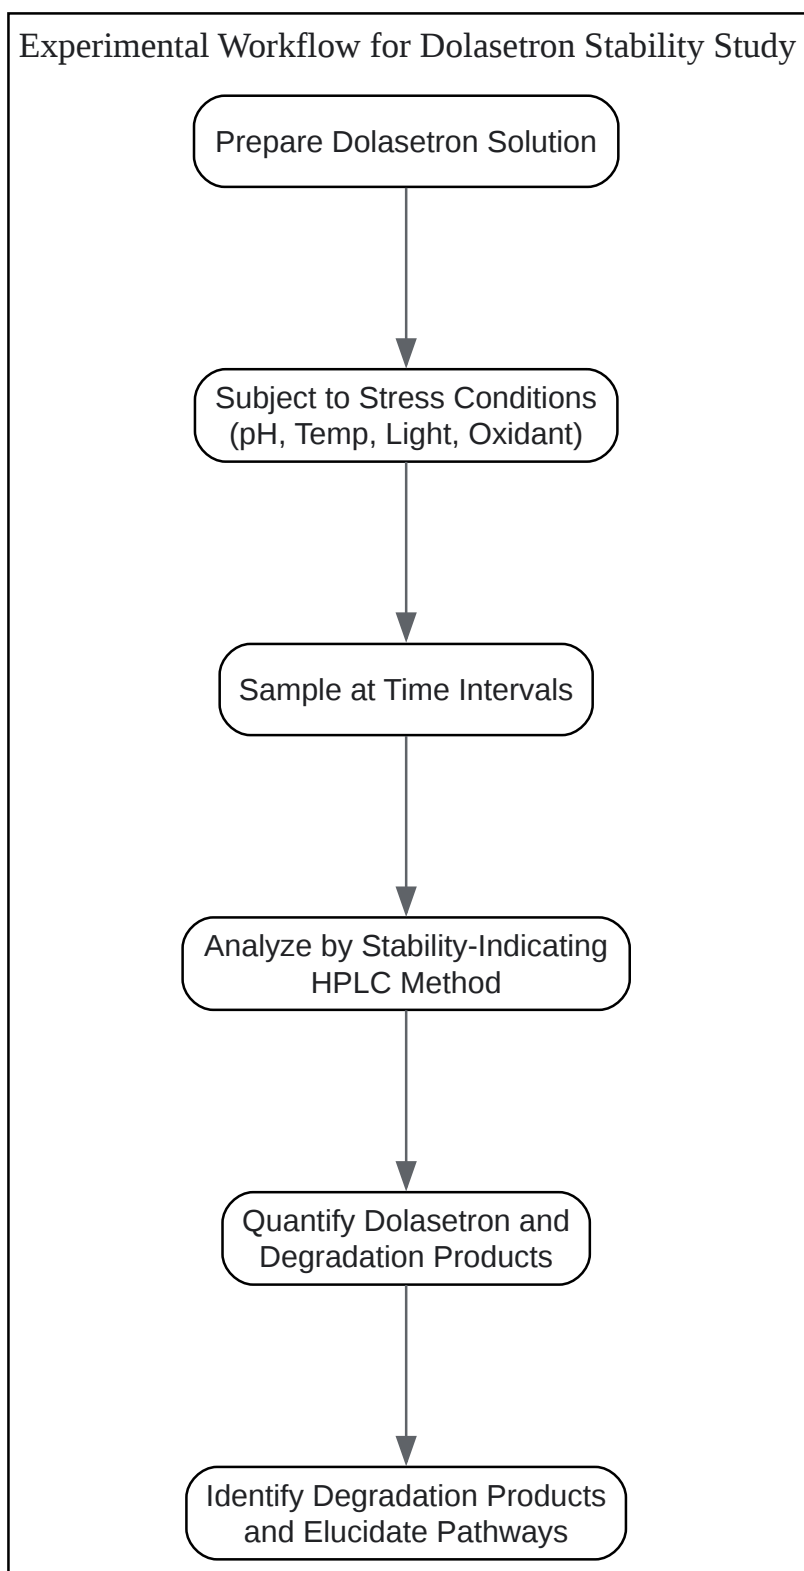 Experimental Workflow for Dolasetron Stability Study
Prepare Dolasetron Solution
Subject to Stress Conditions
(pH, Temp, Light, Oxidant)
Sample at Time Intervals
Analyze by Stability-Indicating
HPLC Method
Quantify Dolasetron and
Degradation Products
Identify Degradation Products
and Elucidate Pathways